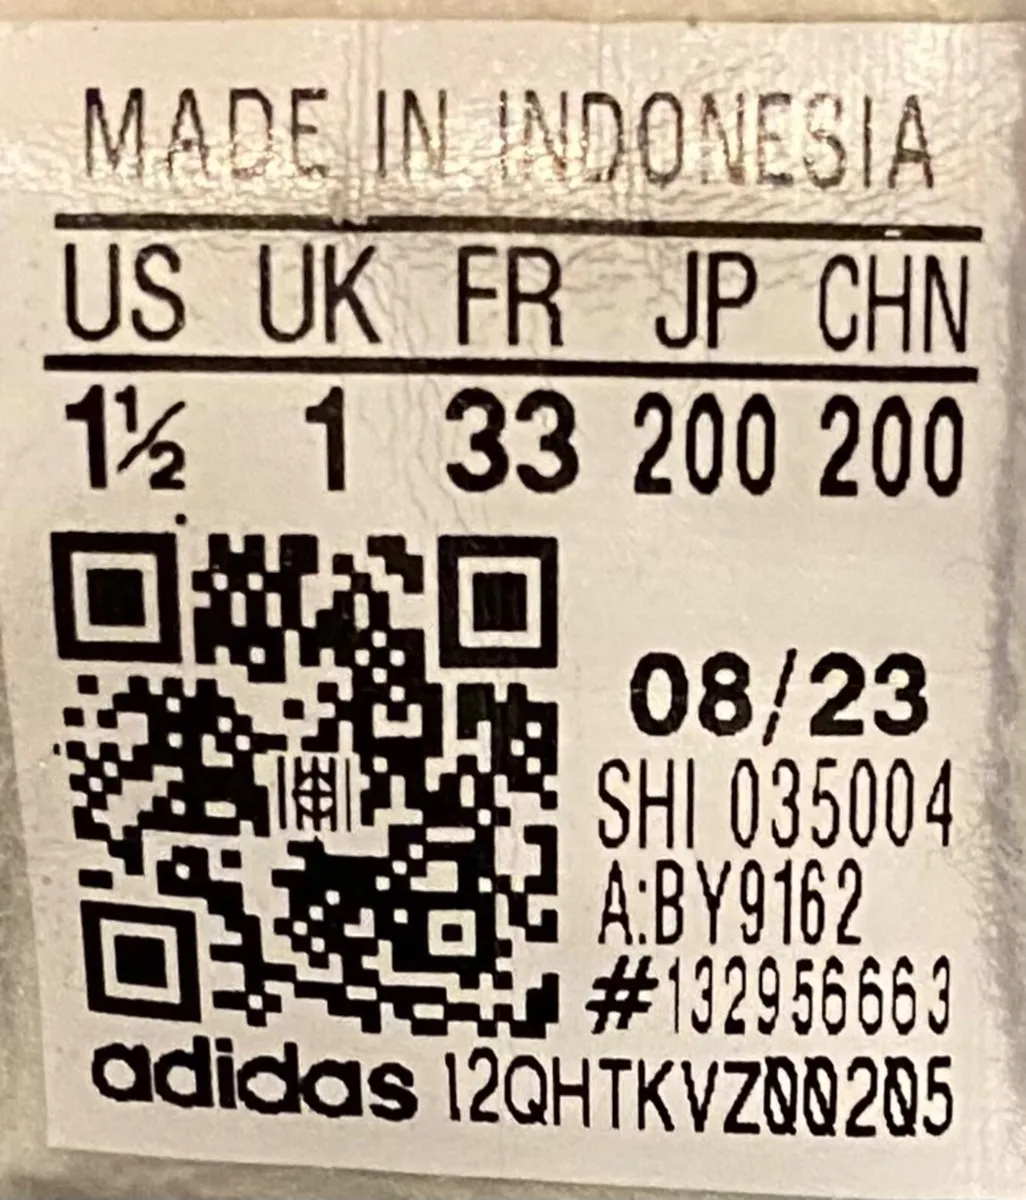 MADE IN INDONESIA
US UK FR JP CHN
1½ 1 33 200 200
08/23
SHI 035004
A:BY9162
#132956663
adidas 12QHTKVZ00205